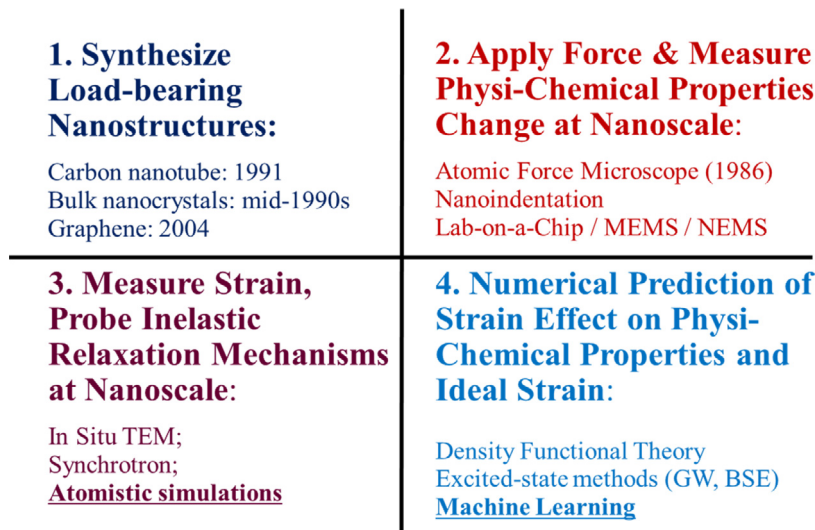 1. Synthesize
Load-bearing
Nanostructures:
Carbon nanotube: 1991
Bulk nanocrystals: mid-1990s
Graphene: 2004
2. Apply Force & Measure
Physi-Chemical Properties
Change at Nanoscale:
Atomic Force Microscope (1986)
Nanoindentation
Lab-on-a-Chip / MEMS / NEMS
3. Measure Strain,
Probe Inelastic
Relaxation Mechanisms
at Nanoscale:
In Situ TEM;
Synchrotron;
Atomistic simulations
4. Numerical Prediction of
Strain Effect on Physi-
Chemical Properties and
Ideal Strain:
Density Functional Theory
Excited-state methods (GW, BSE)
Machine Learning